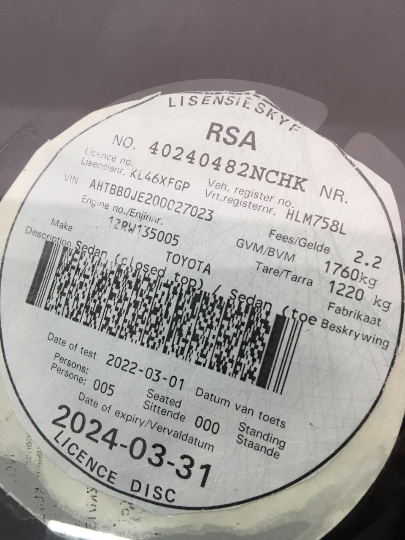 LISENSIESKYF
RSA
NO. 40240482NCHK NR.
Licence no. KL46XFGP Veh. register no. HLM758L
Lisensienr. Vrt.registernr.
VIN AHTBB0JE200027023 Fees/Gelde 2.2
Engine no./Enjinnr. 12RW135005 GVM/BVM 1760kg
Make TOYOTA Tare/Tarra 1220 kg
Fabrikaat
Description Sedan (closed top) / Sedan (toe Beskrywing
Date of test 2022-03-01 Datum van toets
Persons: 005 Seated 000 Standing
Persone: Sittende Staande
Date of expiry/Vervaldatum
2024-03-31
LICENCE DISC